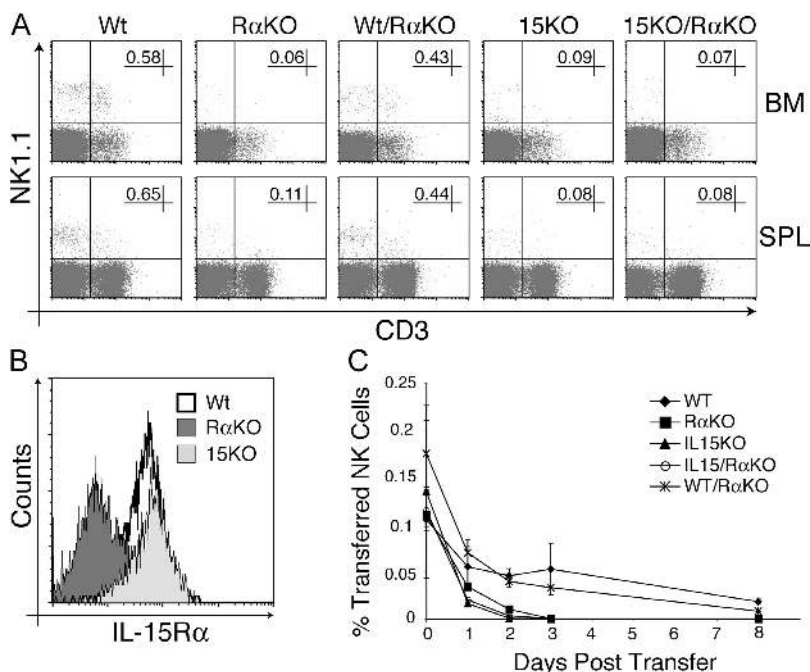 A
Wt
RαKO
Wt/RαKO
15KO
15KO/RαKO
0.58
0.06
0.43
0.09
0.07
BM
NK1.1
0.65
0.11
0.44
0.08
0.08
SPL
CD3
B
Wt
RαKO
15KO
Counts
IL-15Rα
C
0.25
0.2
0.15
0.1
0.05
0
% Transferred NK Cells
WT
RαKO
IL15KO
IL15/RαKO
WT/RαKO
0 1 2 3 4 5 6 7 8
Days Post Transfer